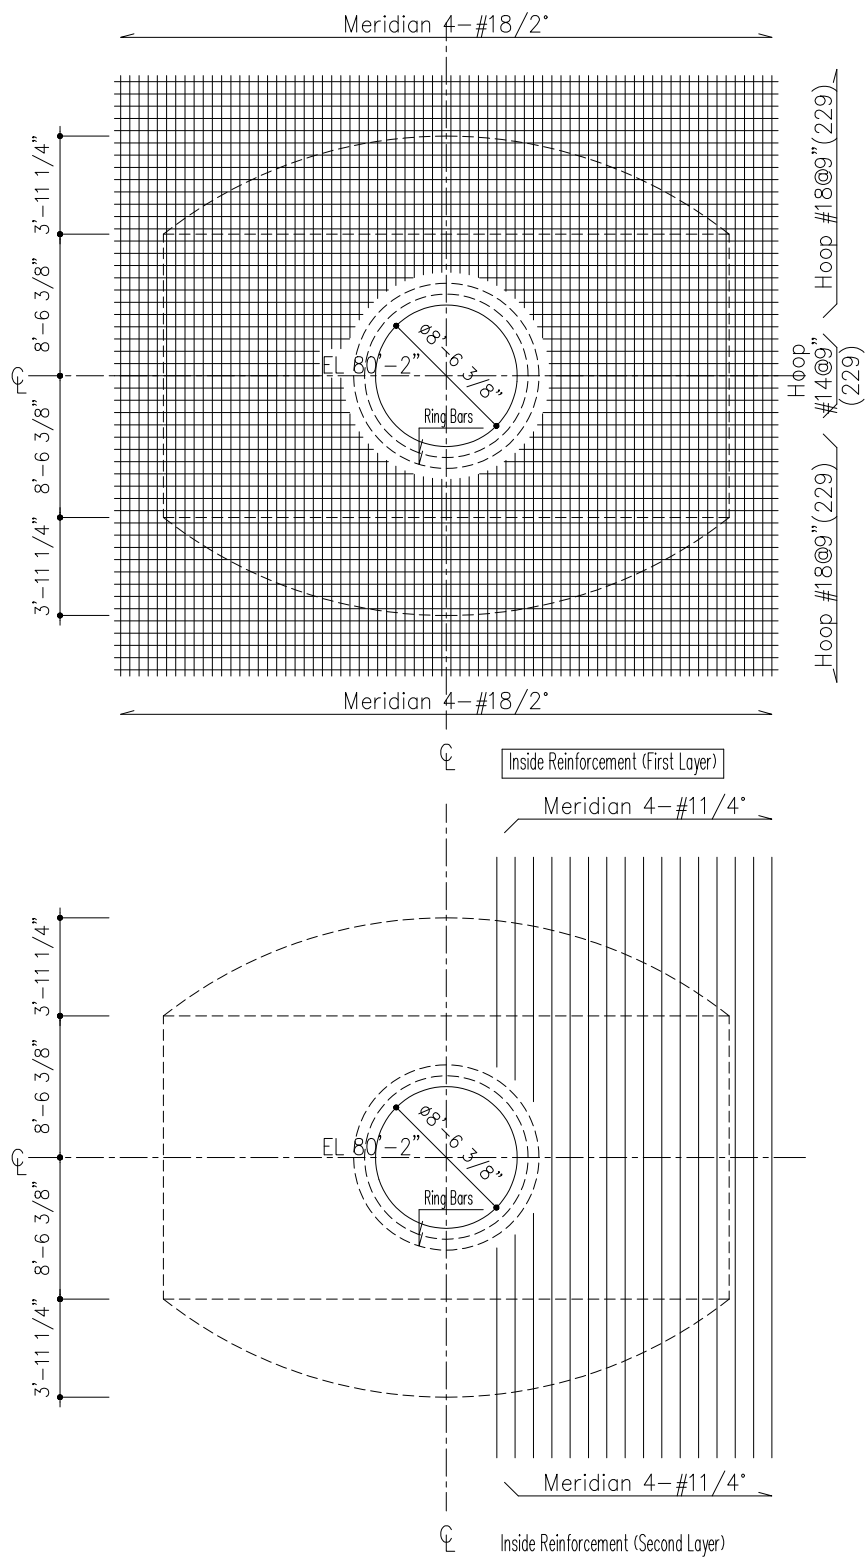 Meridian 4-#18/2°
3'-11 1/4"
8'-6 3/8"
8'-6 3/8"
3'-11 1/4"
℄
EL 80'-2"
ø8'-6 3/8"
Ring Bars
Hoop #18@9"(229)
Hoop
#14@9"
(229)
Hoop #18@9"(229)
Meridian 4-#18/2°
℄
Inside Reinforcement (First Layer)
Meridian 4-#11/4°
3'-11 1/4"
8'-6 3/8"
8'-6 3/8"
3'-11 1/4"
℄
EL 80'-2"
ø8'-6 3/8"
Ring Bars
Meridian 4-#11/4°
℄
Inside Reinforcement (Second Layer)